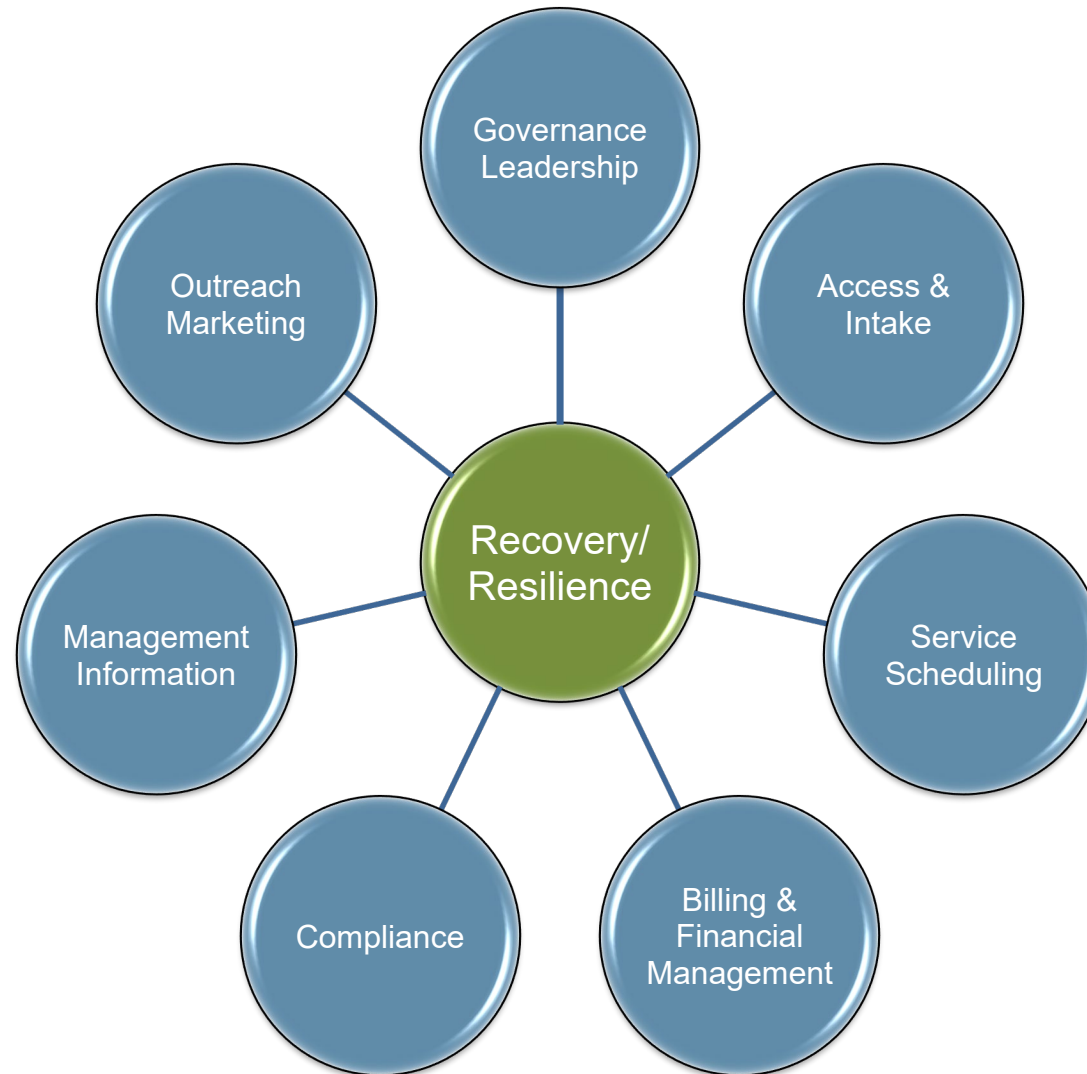 Governance
Leadership
Access &
Intake
Service
Scheduling
Billing &
Financial
Management
Compliance
Management
Information
Outreach
Marketing
Recovery/
Resilience